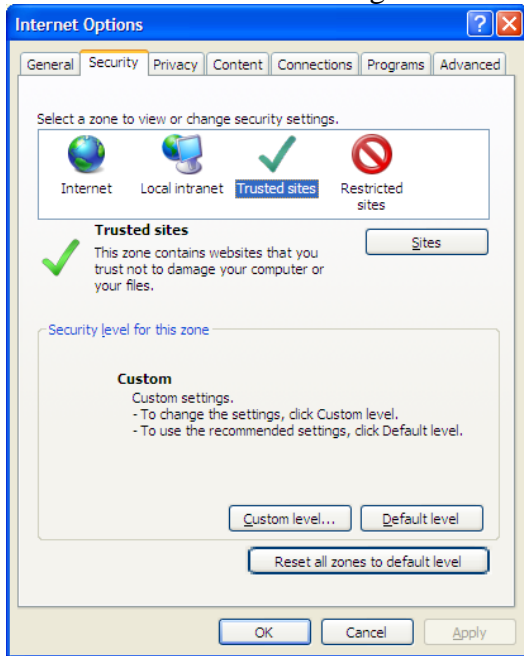 Internet Options
General Security Privacy Content Connections Programs Advanced
Select a zone to view or change security settings.
Internet Local intranet Trusted sites Restricted sites
Trusted sites
Sites
This zone contains websites that you
trust not to damage your computer or
your files.
Security level for this zone
Custom
Custom settings.
- To change the settings, click Custom level.
- To use the recommended settings, click Default level.
Custom level... Default level
Reset all zones to default level
OK Cancel Apply